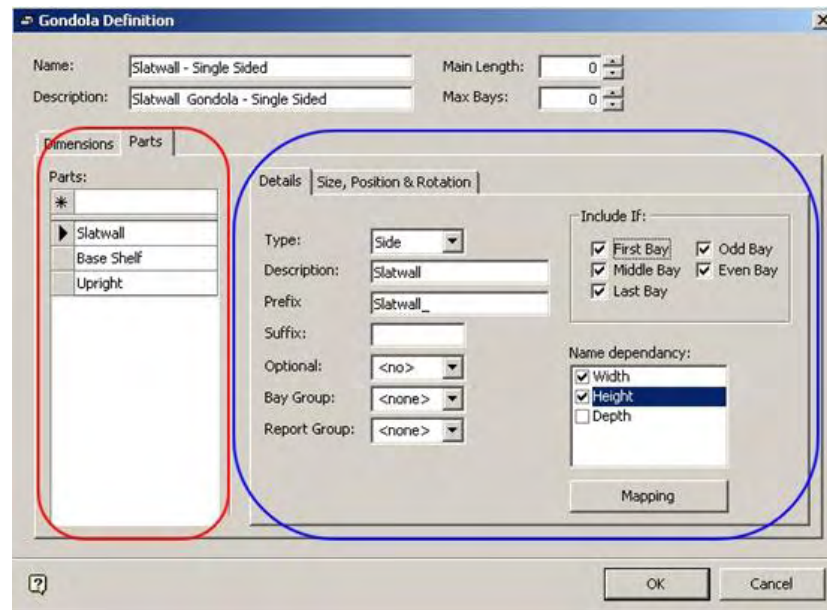 Gondola Definition
Name: Slatwall - Single Sided Main Length: 0
Description: Slatwall Gondola - Single Sided Max Bays: 0
Dimensions Parts
Parts:
Slatwall
Base Shelf
Upright
Details Size, Position & Rotation
Type: Side
Description: Slatwall
Prefix Slatwall_
Suffix:
Optional: <no>
Bay Group: <none>
Report Group: <none>
Include If:
First Bay Odd Bay
Middle Bay Even Bay
Last Bay
Name dependancy:
Width
Height
Depth
Mapping
OK Cancel